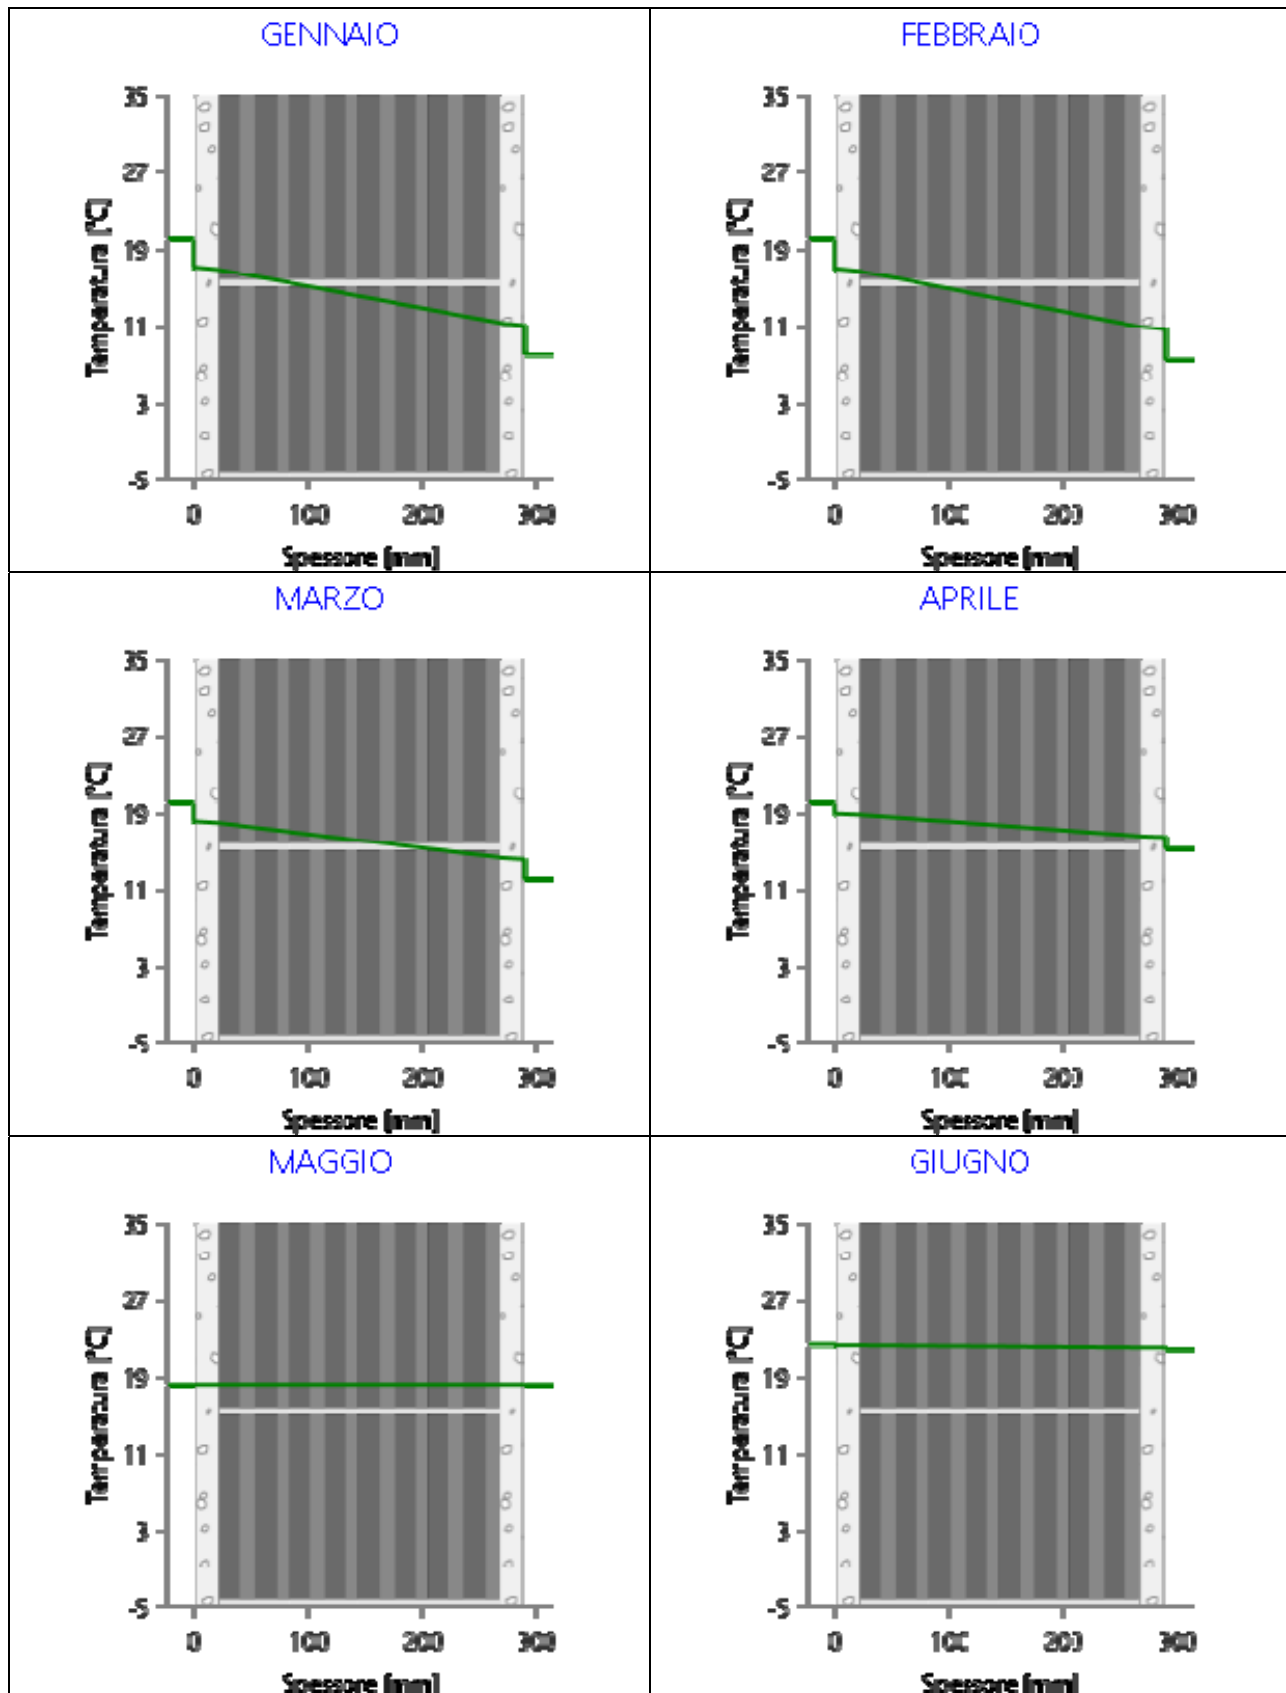 GENNAIO
35
27
19
11
3
-5
Temperatura [°C]
0 100 200 300
Spessore [mm]
FEBBRAIO
35
27
19
11
3
-5
Temperatura [°C]
0 100 200 300
Spessore [mm]
MARZO
35
27
19
11
3
-5
Temperatura [°C]
0 100 200 300
Spessore [mm]
APRILE
35
27
19
11
3
-5
Temperatura [°C]
0 100 200 300
Spessore [mm]
MAGGIO
35
27
19
11
3
-5
Temperatura [°C]
0 100 200 300
Spessore [mm]
GIUGNO
35
27
19
11
3
-5
Temperatura [°C]
0 100 200 300
Spessore [mm]